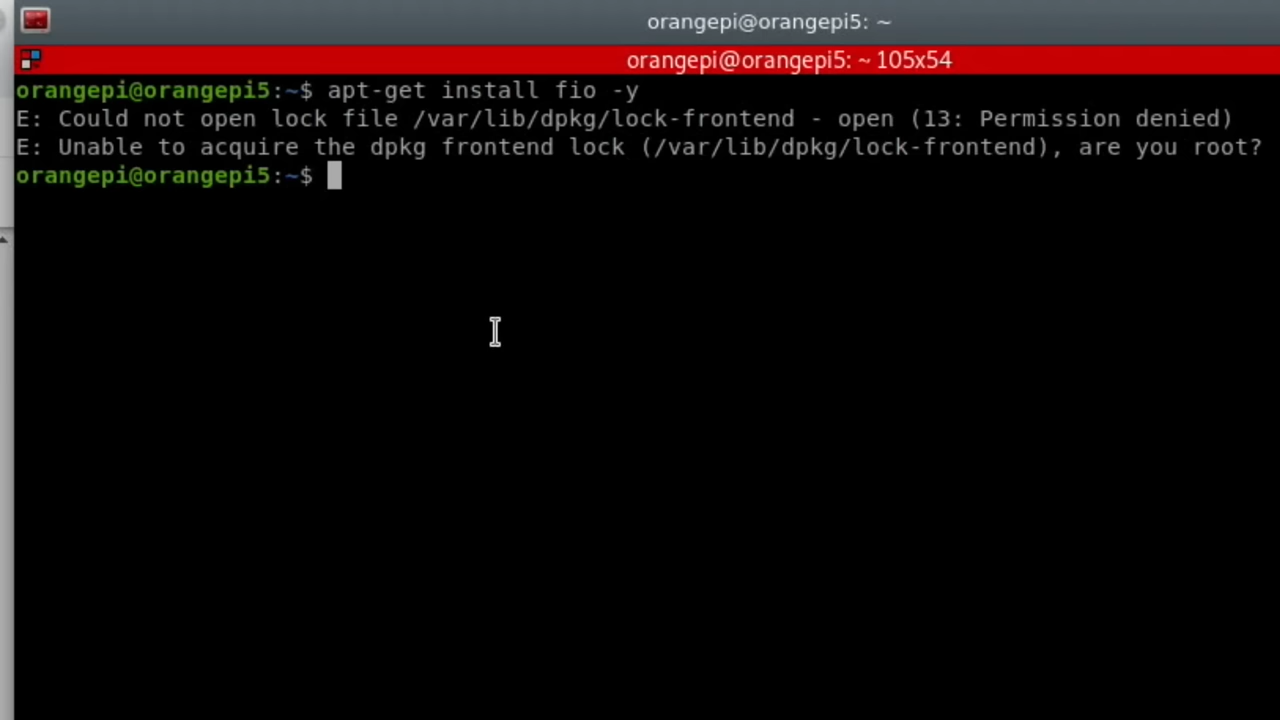 orangepi@orangepi5: ~
orangepi@orangepi5: ~ 105x54
orangepi@orangepi5:~$ apt-get install fio -y
E: Could not open lock file /var/lib/dpkg/lock-frontend - open (13: Permission denied)
E: Unable to acquire the dpkg frontend lock (/var/lib/dpkg/lock-frontend), are you root?
orangepi@orangepi5:~$